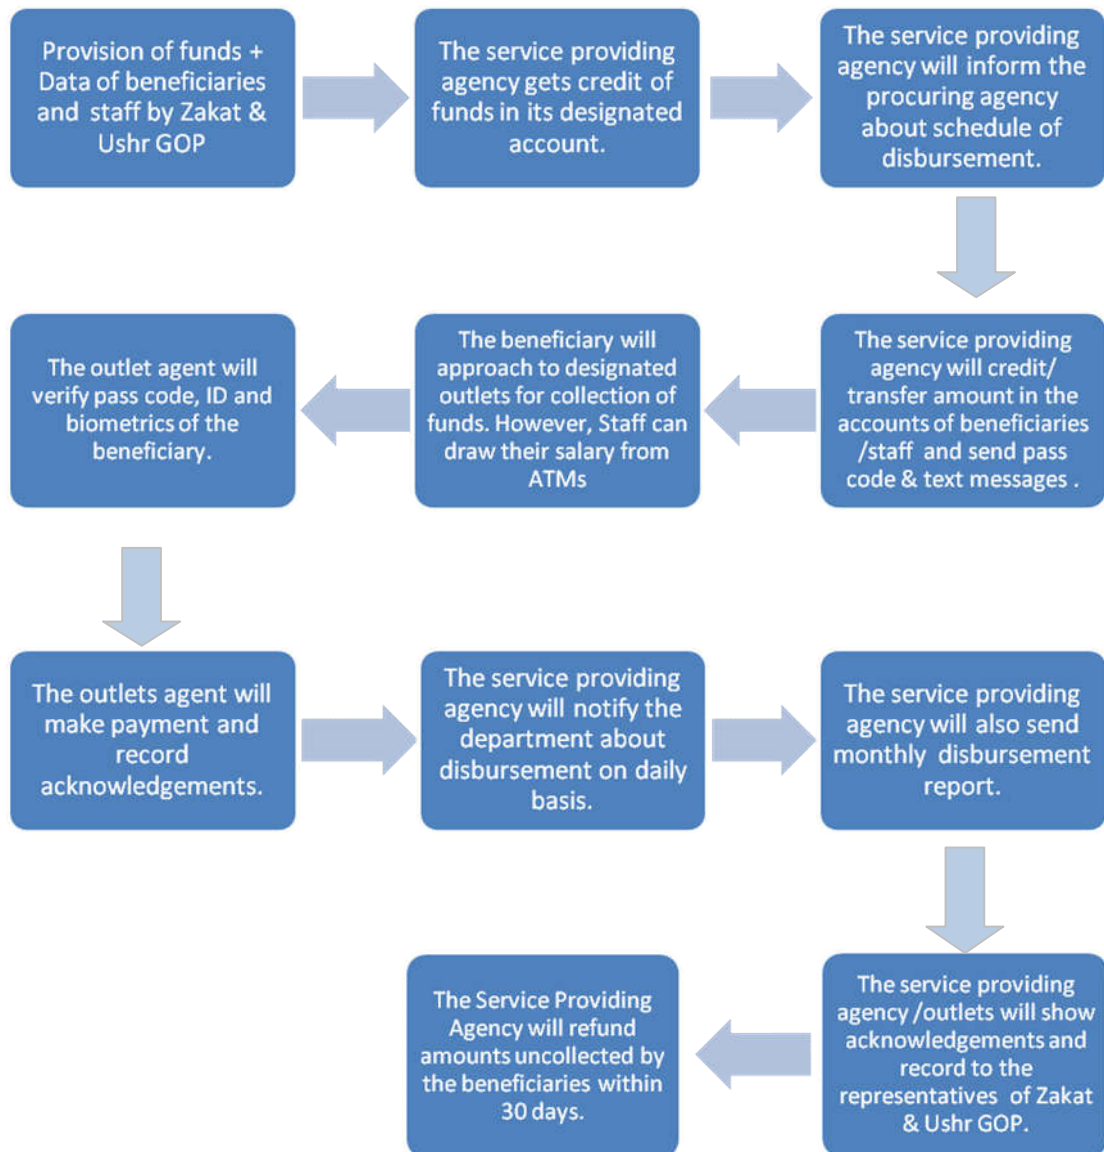 Provision of funds +
Data of beneficiaries
and staff by Zakat &
Ushr GOP
The service providing
agency gets credit of
funds in its designated
account.
The service providing
agency will inform the
procuring agency
about schedule of
disbursement.
The service providing
agency will credit/
transfer amount in the
accounts of beneficiaries
/staff and send pass
code & text messages .
The beneficiary will
approach to designated
outlets for collection of
funds. However, Staff can
draw their salary from
ATMs
The outlet agent will
verify pass code, ID and
biometrics of the
beneficiary.
The outlets agent will
make payment and
record
acknowledgements.
The service providing
agency will notify the
department about
disbursement on daily
basis.
The service providing
agency will also send
monthly disbursement
report.
The service providing
agency /outlets will show
acknowledgements and
record to the
representatives of Zakat
& Ushr GOP.
The Service Providing
Agency will refund
amounts uncollected by
the beneficiaries within
30 days.